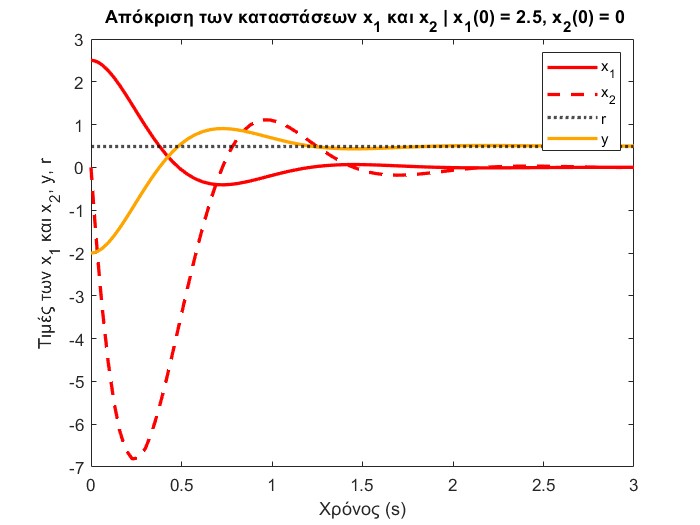 Απόκριση των καταστάσεων x₁ και x₂ | x₁(0) = 2.5, x₂(0) = 0
3
2
1
0
-1
-2
-3
-4
-5
-6
-7
Τιμές των x₁ και x₂, y, r
x₁
x₂
r
y
0
0.5
1
1.5
2
2.5
3
Χρόνος (s)